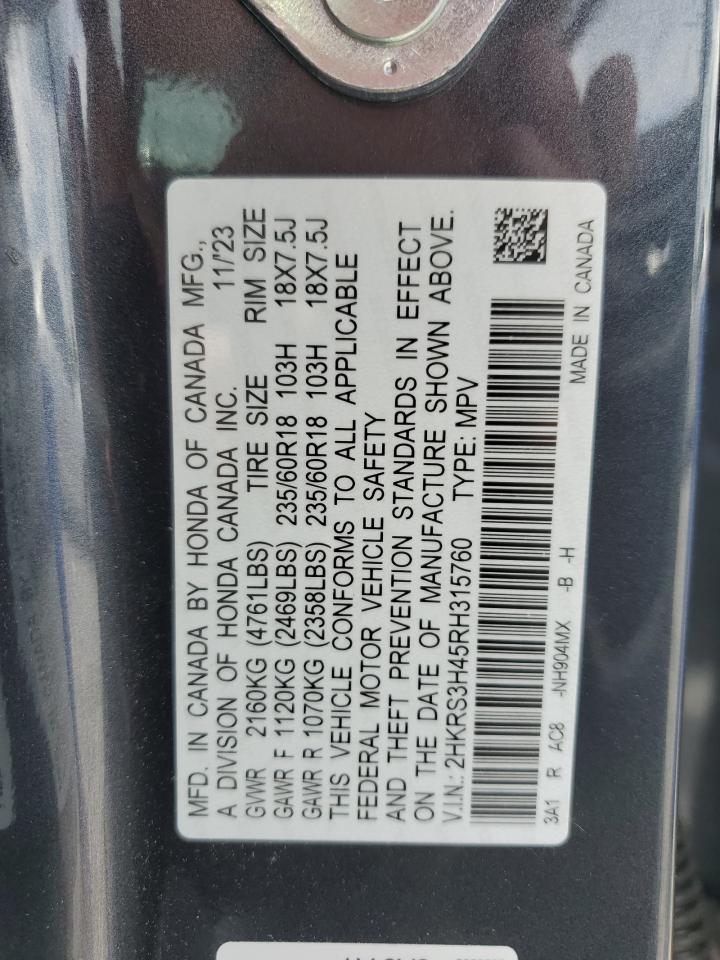 MFD. IN CANADA BY HONDA OF CANADA MFG.,
A DIVISION OF HONDA CANADA INC. 11/'23
GVWR 2160KG (4761LBS) TIRE SIZE RIM SIZE
GAWR F 1120KG (2469LBS) 235/60R18 103H 18X7.5J
GAWR R 1070KG (2358LBS) 235/60R18 103H 18X7.5J
THIS VEHICLE CONFORMS TO ALL APPLICABLE
FEDERAL MOTOR VEHICLE SAFETY
AND THEFT PREVENTION STANDARDS IN EFFECT
ON THE DATE OF MANUFACTURE SHOWN ABOVE.
V.I.N.: 2HKRS3H45RH315760 TYPE: MPV
3A1 R AC8 -NH904MX -B -H
MADE IN CANADA